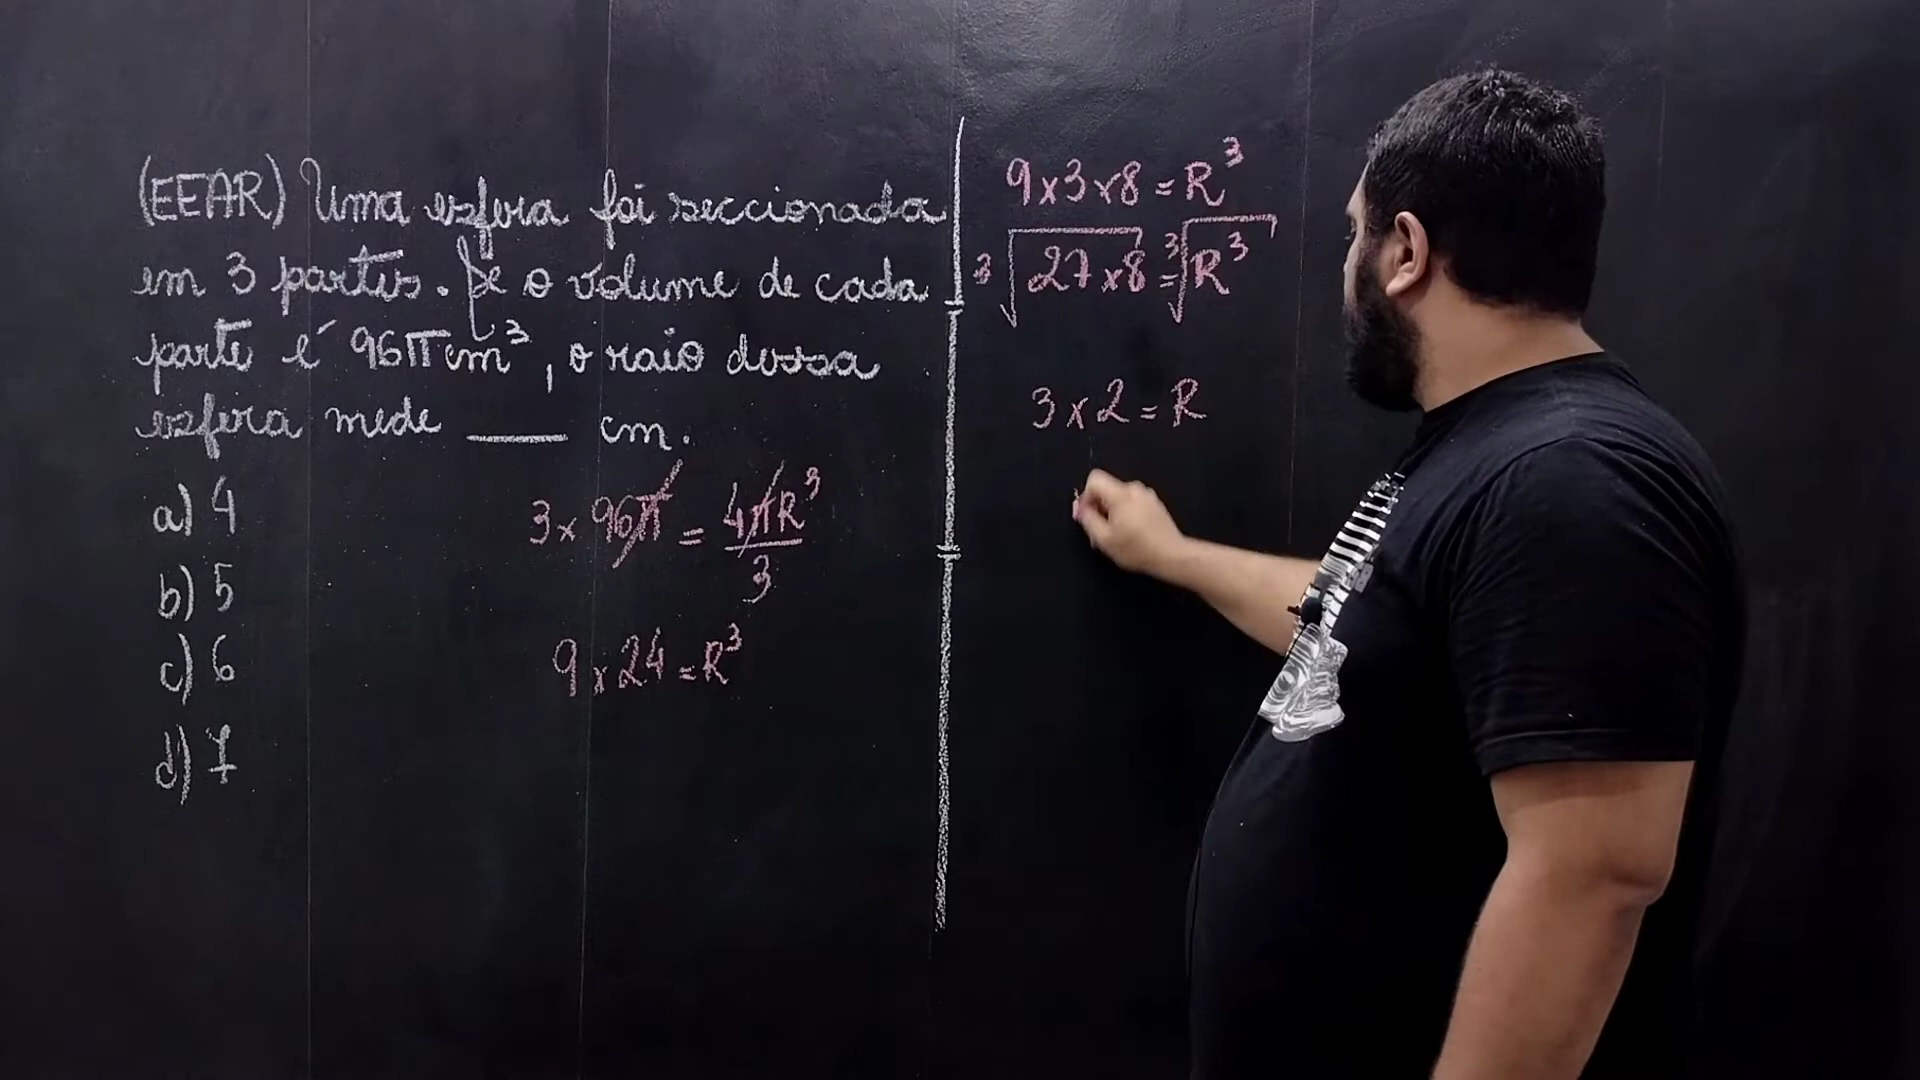 (EEAR) Uma esfera foi seccionada
em 3 partes. Se o volume de cada
parte é 96π cm³, o raio dessa
esfera mede ____ cm.
a) 4
b) 5
c) 6
d) 7
3 x 96π = 4πR³/3
9 x 24 = R³
9 x 3 x 8 = R³
∛27 x 8 = ∛R³
3 x 2 = R